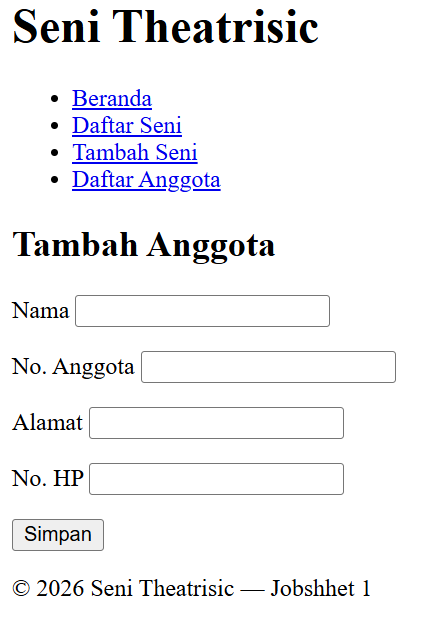 Seni Theatrisic
Beranda
Daftar Seni
Tambah Seni
Daftar Anggota
Tambah Anggota
Nama
No. Anggota
Alamat
No. HP
Simpan
© 2026 Seni Theatrisic — Jobshhet 1